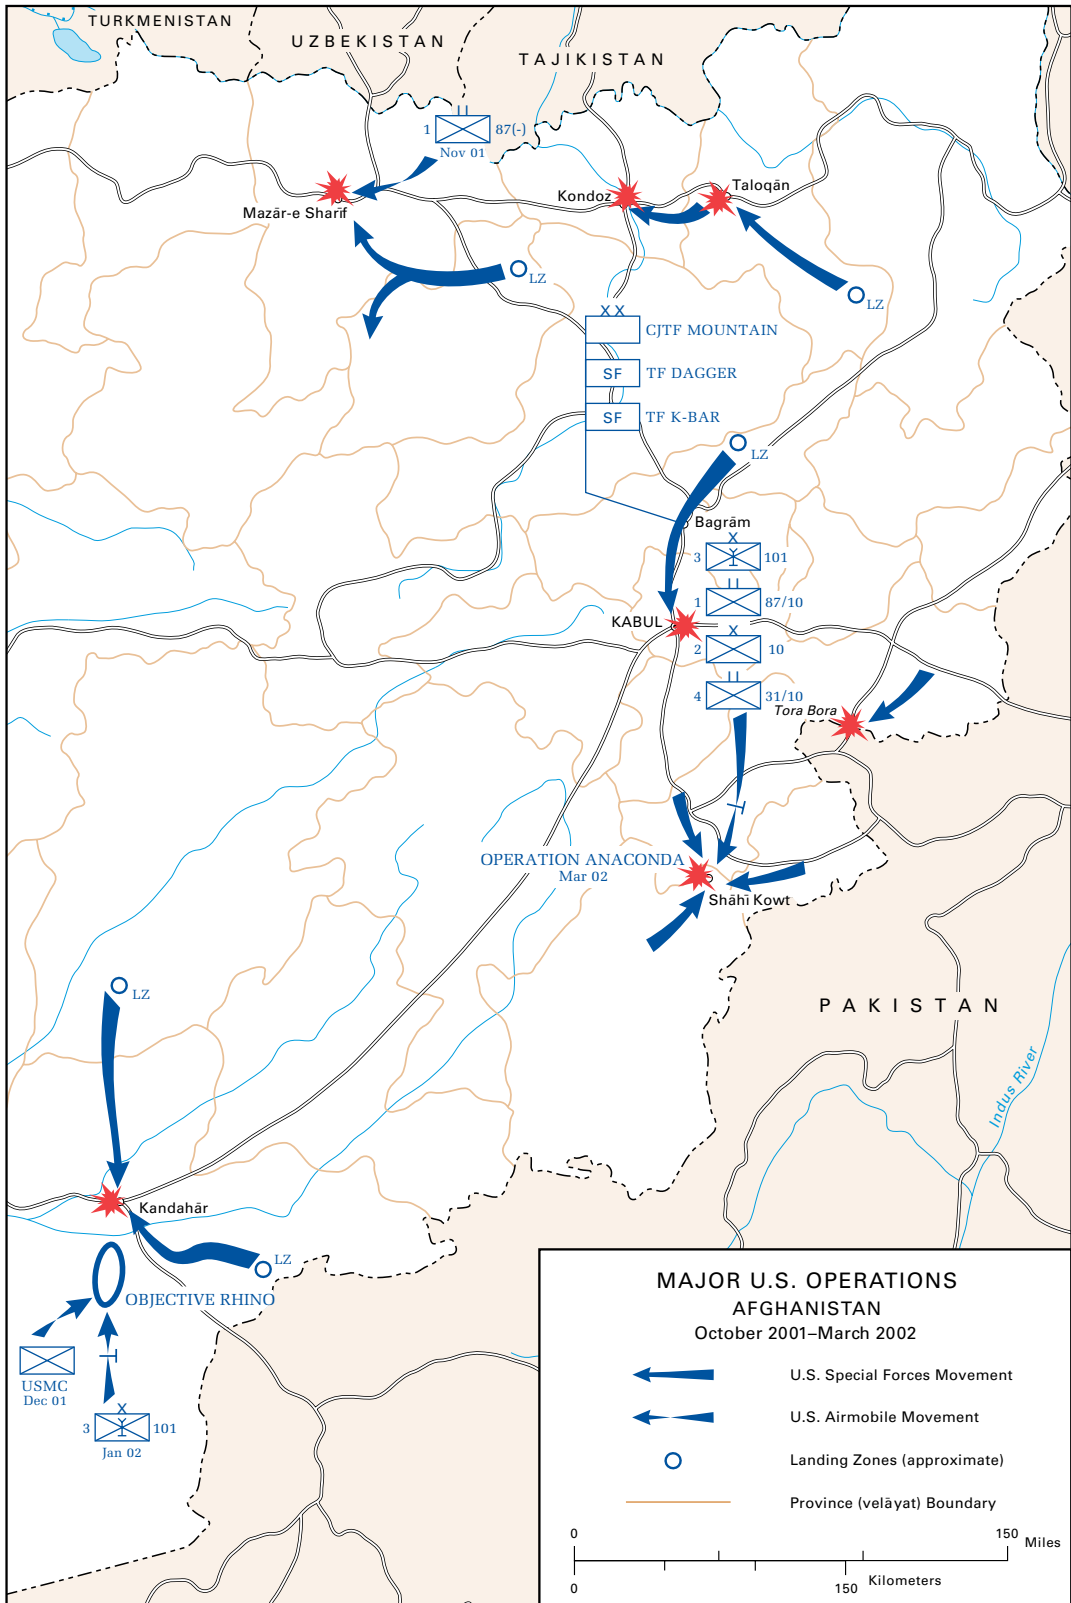 TURKMENISTAN
UZBEKISTAN
TAJIKISTAN
1 87(-)
Nov 01
Mazār-e Sharīf
Kondoz
Taloqān
LZ
LZ
XX
CJTF MOUNTAIN
SF TF DAGGER
SF TF K-BAR
LZ
Bagrām
X
3 101
1 87/10
KABUL
X
2 10
4 31/10
Tora Bora
OPERATION ANACONDA
Mar 02
Shāhī Kowt
LZ
PAKISTAN
Indus River
Kandahār
LZ
OBJECTIVE RHINO
USMC
Dec 01
X
3 101
Jan 02
MAJOR U.S. OPERATIONS
AFGHANISTAN
October 2001–March 2002
U.S. Special Forces Movement
U.S. Airmobile Movement
Landing Zones (approximate)
Province (velāyat) Boundary
0 150 Miles
0 150 Kilometers